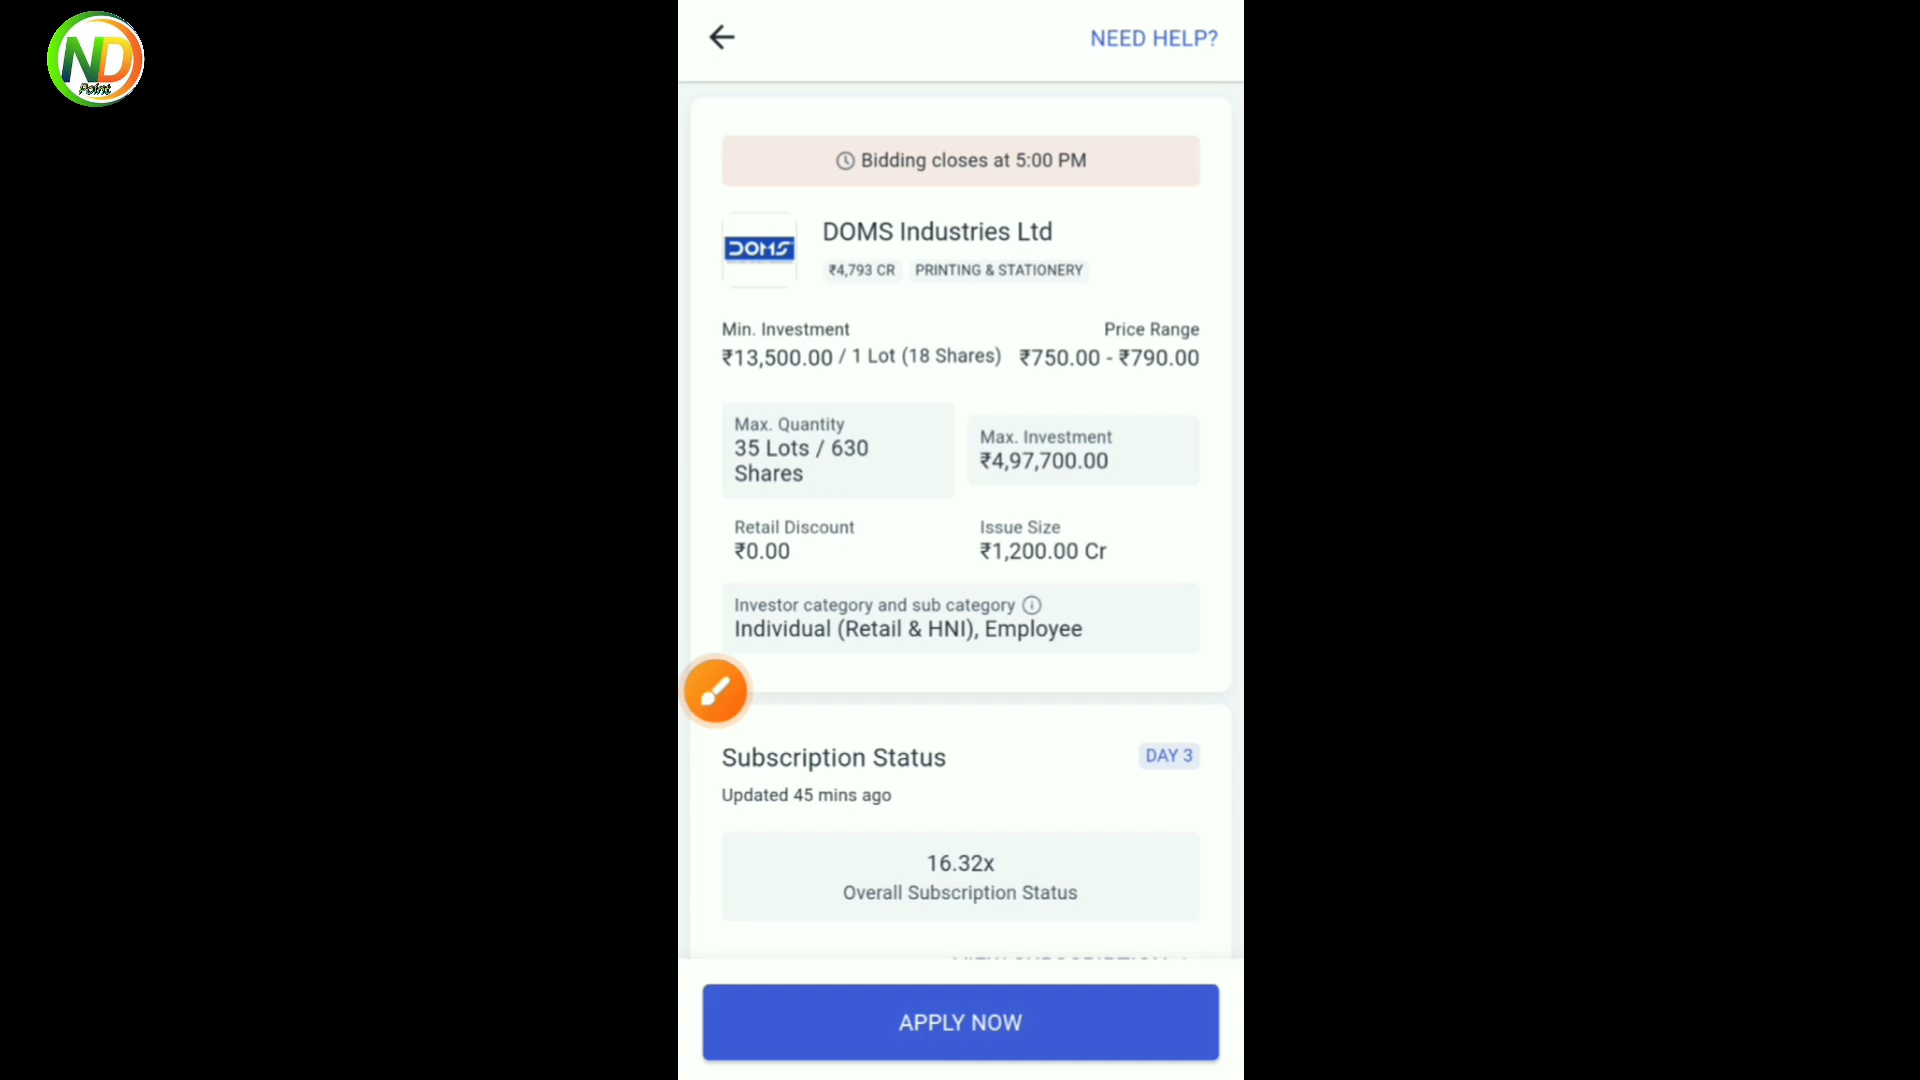 ND
Point
NEED HELP?
Bidding closes at 5:00 PM
DOMS
DOMS Industries Ltd
₹4,793 CR PRINTING & STATIONERY
Min. Investment Price Range
₹13,500.00 / 1 Lot (18 Shares) ₹750.00 - ₹790.00
Max. Quantity
35 Lots / 630
Shares
Max. Investment
₹4,97,700.00
Retail Discount
₹0.00
Issue Size
₹1,200.00 Cr
Investor category and sub category
Individual (Retail & HNI), Employee
Subscription Status DAY 3
Updated 45 mins ago
16.32x
Overall Subscription Status
APPLY NOW